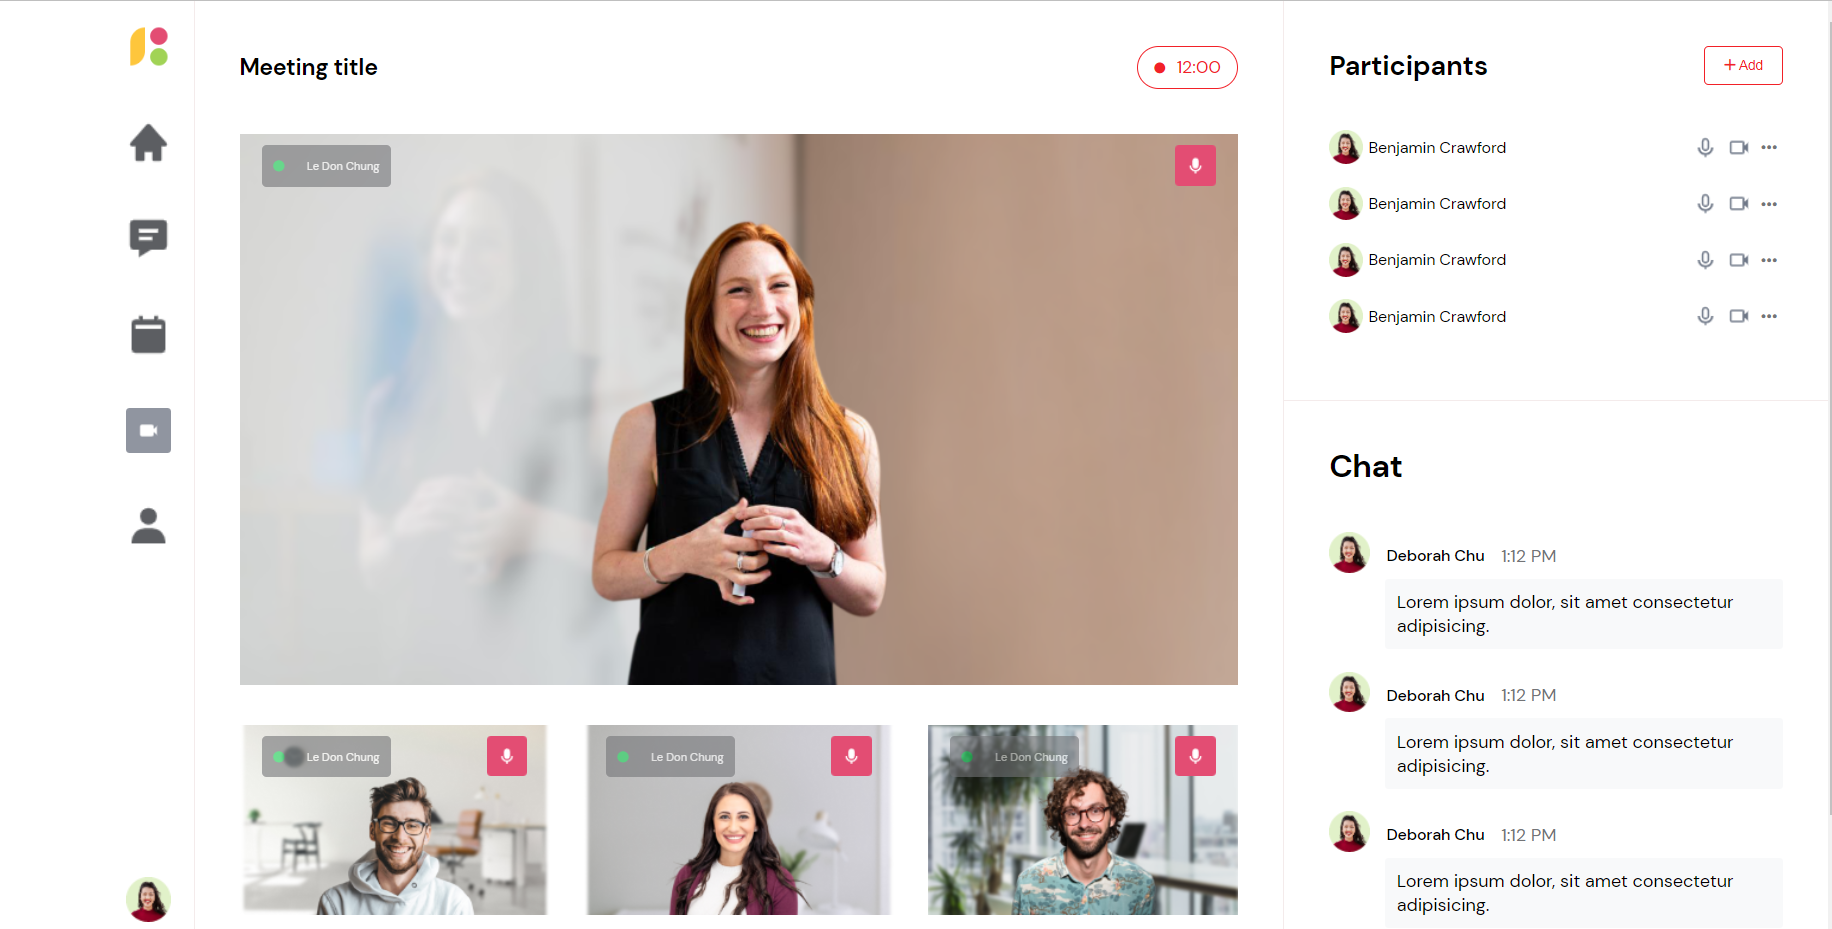 Meeting title
12:00
Le Don Chung
Le Don Chung
Le Don Chung
Le Don Chung
Participants
+ Add
Benjamin Crawford
Benjamin Crawford
Benjamin Crawford
Benjamin Crawford
Chat
Deborah Chu 1:12 PM
Lorem ipsum dolor, sit amet consectetur
adipisicing.
Deborah Chu 1:12 PM
Lorem ipsum dolor, sit amet consectetur
adipisicing.
Deborah Chu 1:12 PM
Lorem ipsum dolor, sit amet consectetur
adipisicing.